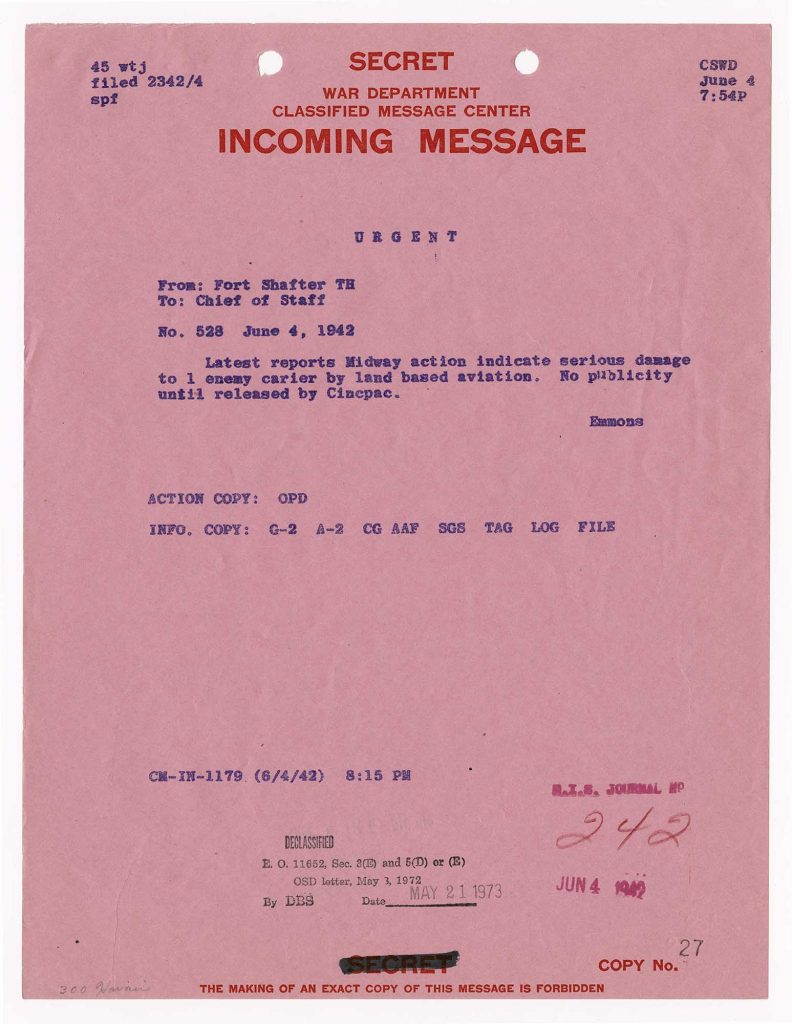 45 wtj
filed 2342/4
spf
SECRET
CSWD
June 4
7:54P
WAR DEPARTMENT
CLASSIFIED MESSAGE CENTER
INCOMING MESSAGE
U R G E N T
From: Fort Shafter TH
To: Chief of Staff
No. 528 June 4, 1942
Latest reports Midway action indicate serious damage
to 1 enemy carier by land based aviation. No publicity
until released by Cincpac.
Emmons
ACTION COPY: OPD
INFO. COPY: G-2 A-2 CG AAF SGS TAG LOG FILE
CM-IN-1179 (6/4/42) 8:15 PM
JOURNAL No
242
JUN 4 1942
DECLASSIFIED
E. O. 11652, Sec. 3(E) and 5(D) or (E)
OSD letter, May 3, 1972
By DBS Date MAY 21 1973
SECRET
COPY No. 27
300 Hawaii
THE MAKING OF AN EXACT COPY OF THIS MESSAGE IS FORBIDDEN